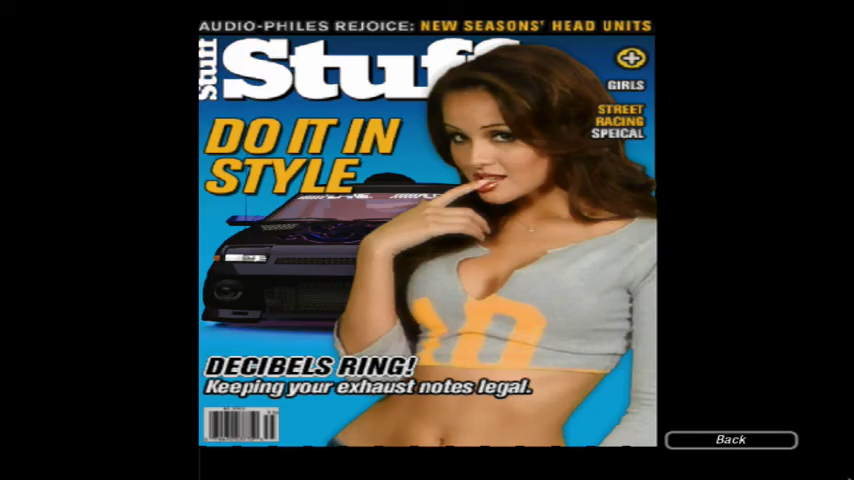 AUDIO-PHILES REJOICE: NEW SEASONS' HEAD UNITS
Stuff
Stuff
GIRLS
STREET
RACING
SPEICAL
DO IT IN
STYLE
DECIBELS RING!
Keeping your exhaust notes legal.
Back